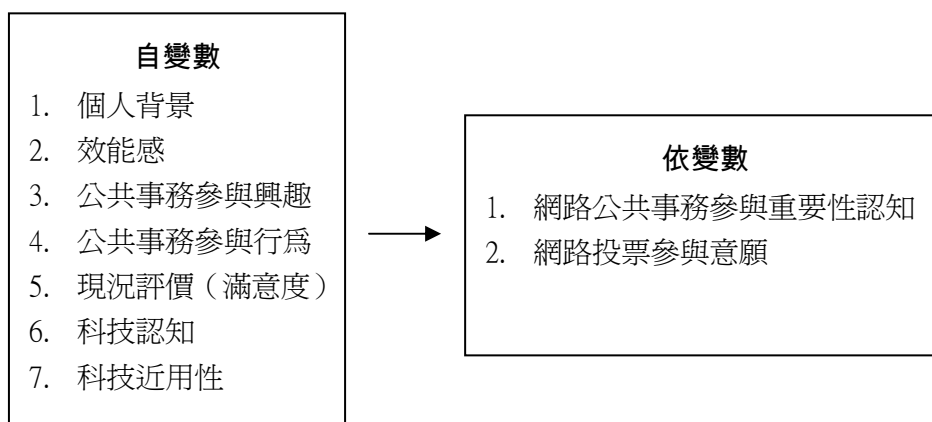 自變數
1. 個人背景
2. 效能感
3. 公共事務參與興趣
4. 公共事務參與行為
5. 現況評價（滿意度）
6. 科技認知
7. 科技近用性
依變數
1. 網路公共事務參與重要性認知
2. 網路投票參與意願